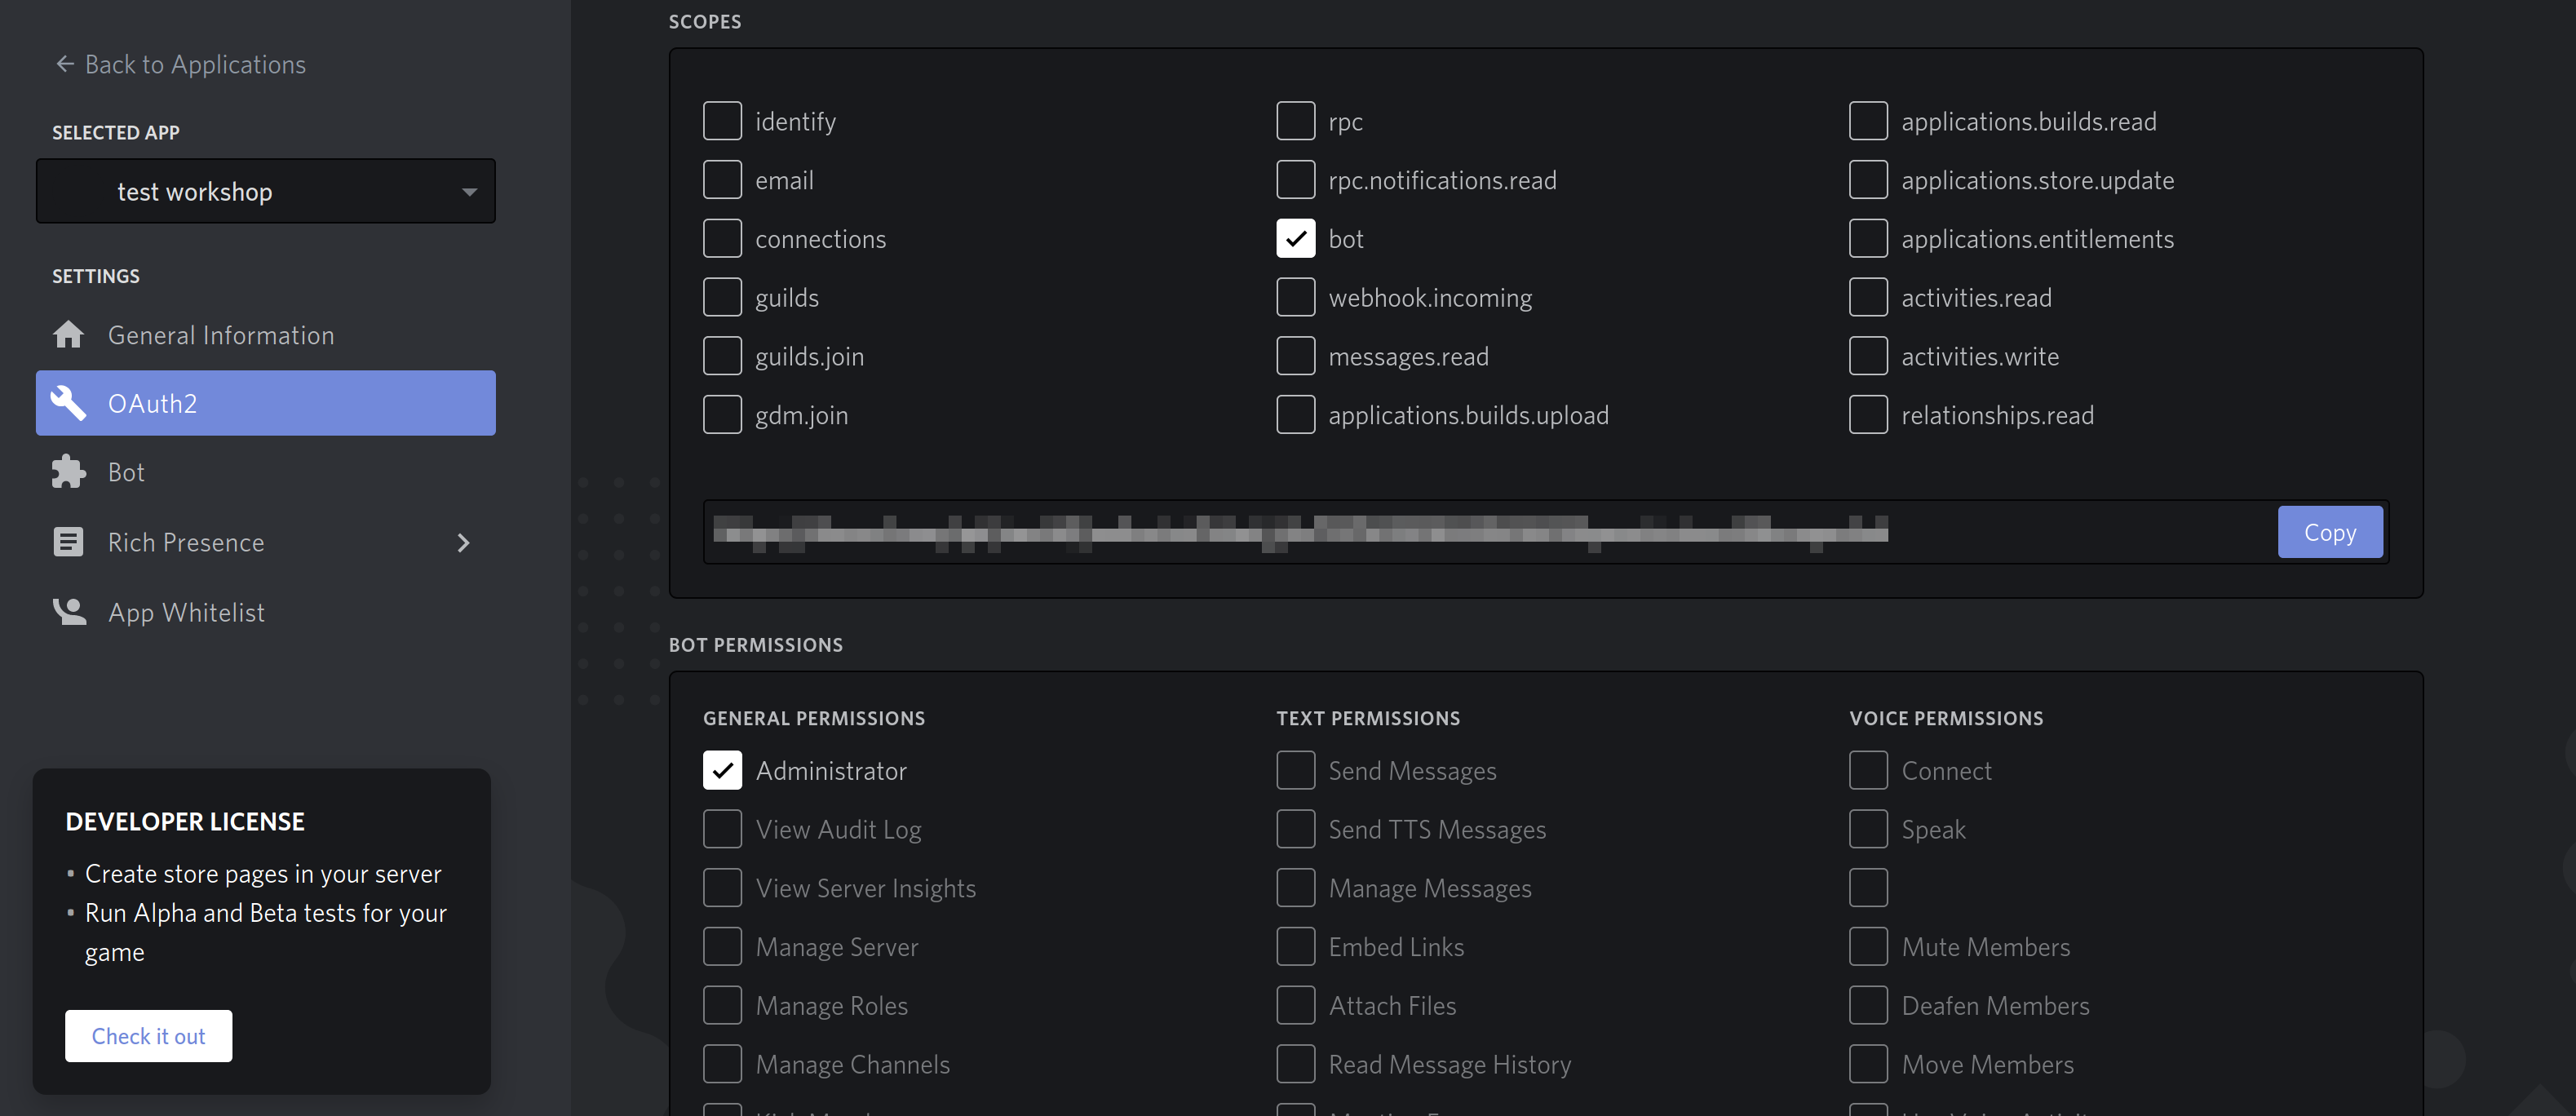 Back to Applications
SELECTED APP
test workshop
SETTINGS
General Information
OAuth2
Bot
Rich Presence
App Whitelist
DEVELOPER LICENSE
Create store pages in your server
Run Alpha and Beta tests for your
game
Check it out
SCOPES
identify
email
connections
guilds
guilds.join
gdm.join
rpc
rpc.notifications.read
bot
webhook.incoming
messages.read
applications.builds.upload
applications.builds.read
applications.store.update
applications.entitlements
activities.read
activities.write
relationships.read
Copy
BOT PERMISSIONS
GENERAL PERMISSIONS
Administrator
View Audit Log
View Server Insights
Manage Server
Manage Roles
Manage Channels
TEXT PERMISSIONS
Send Messages
Send TTS Messages
Manage Messages
Embed Links
Attach Files
Read Message History
VOICE PERMISSIONS
Connect
Speak
Mute Members
Deafen Members
Move Members